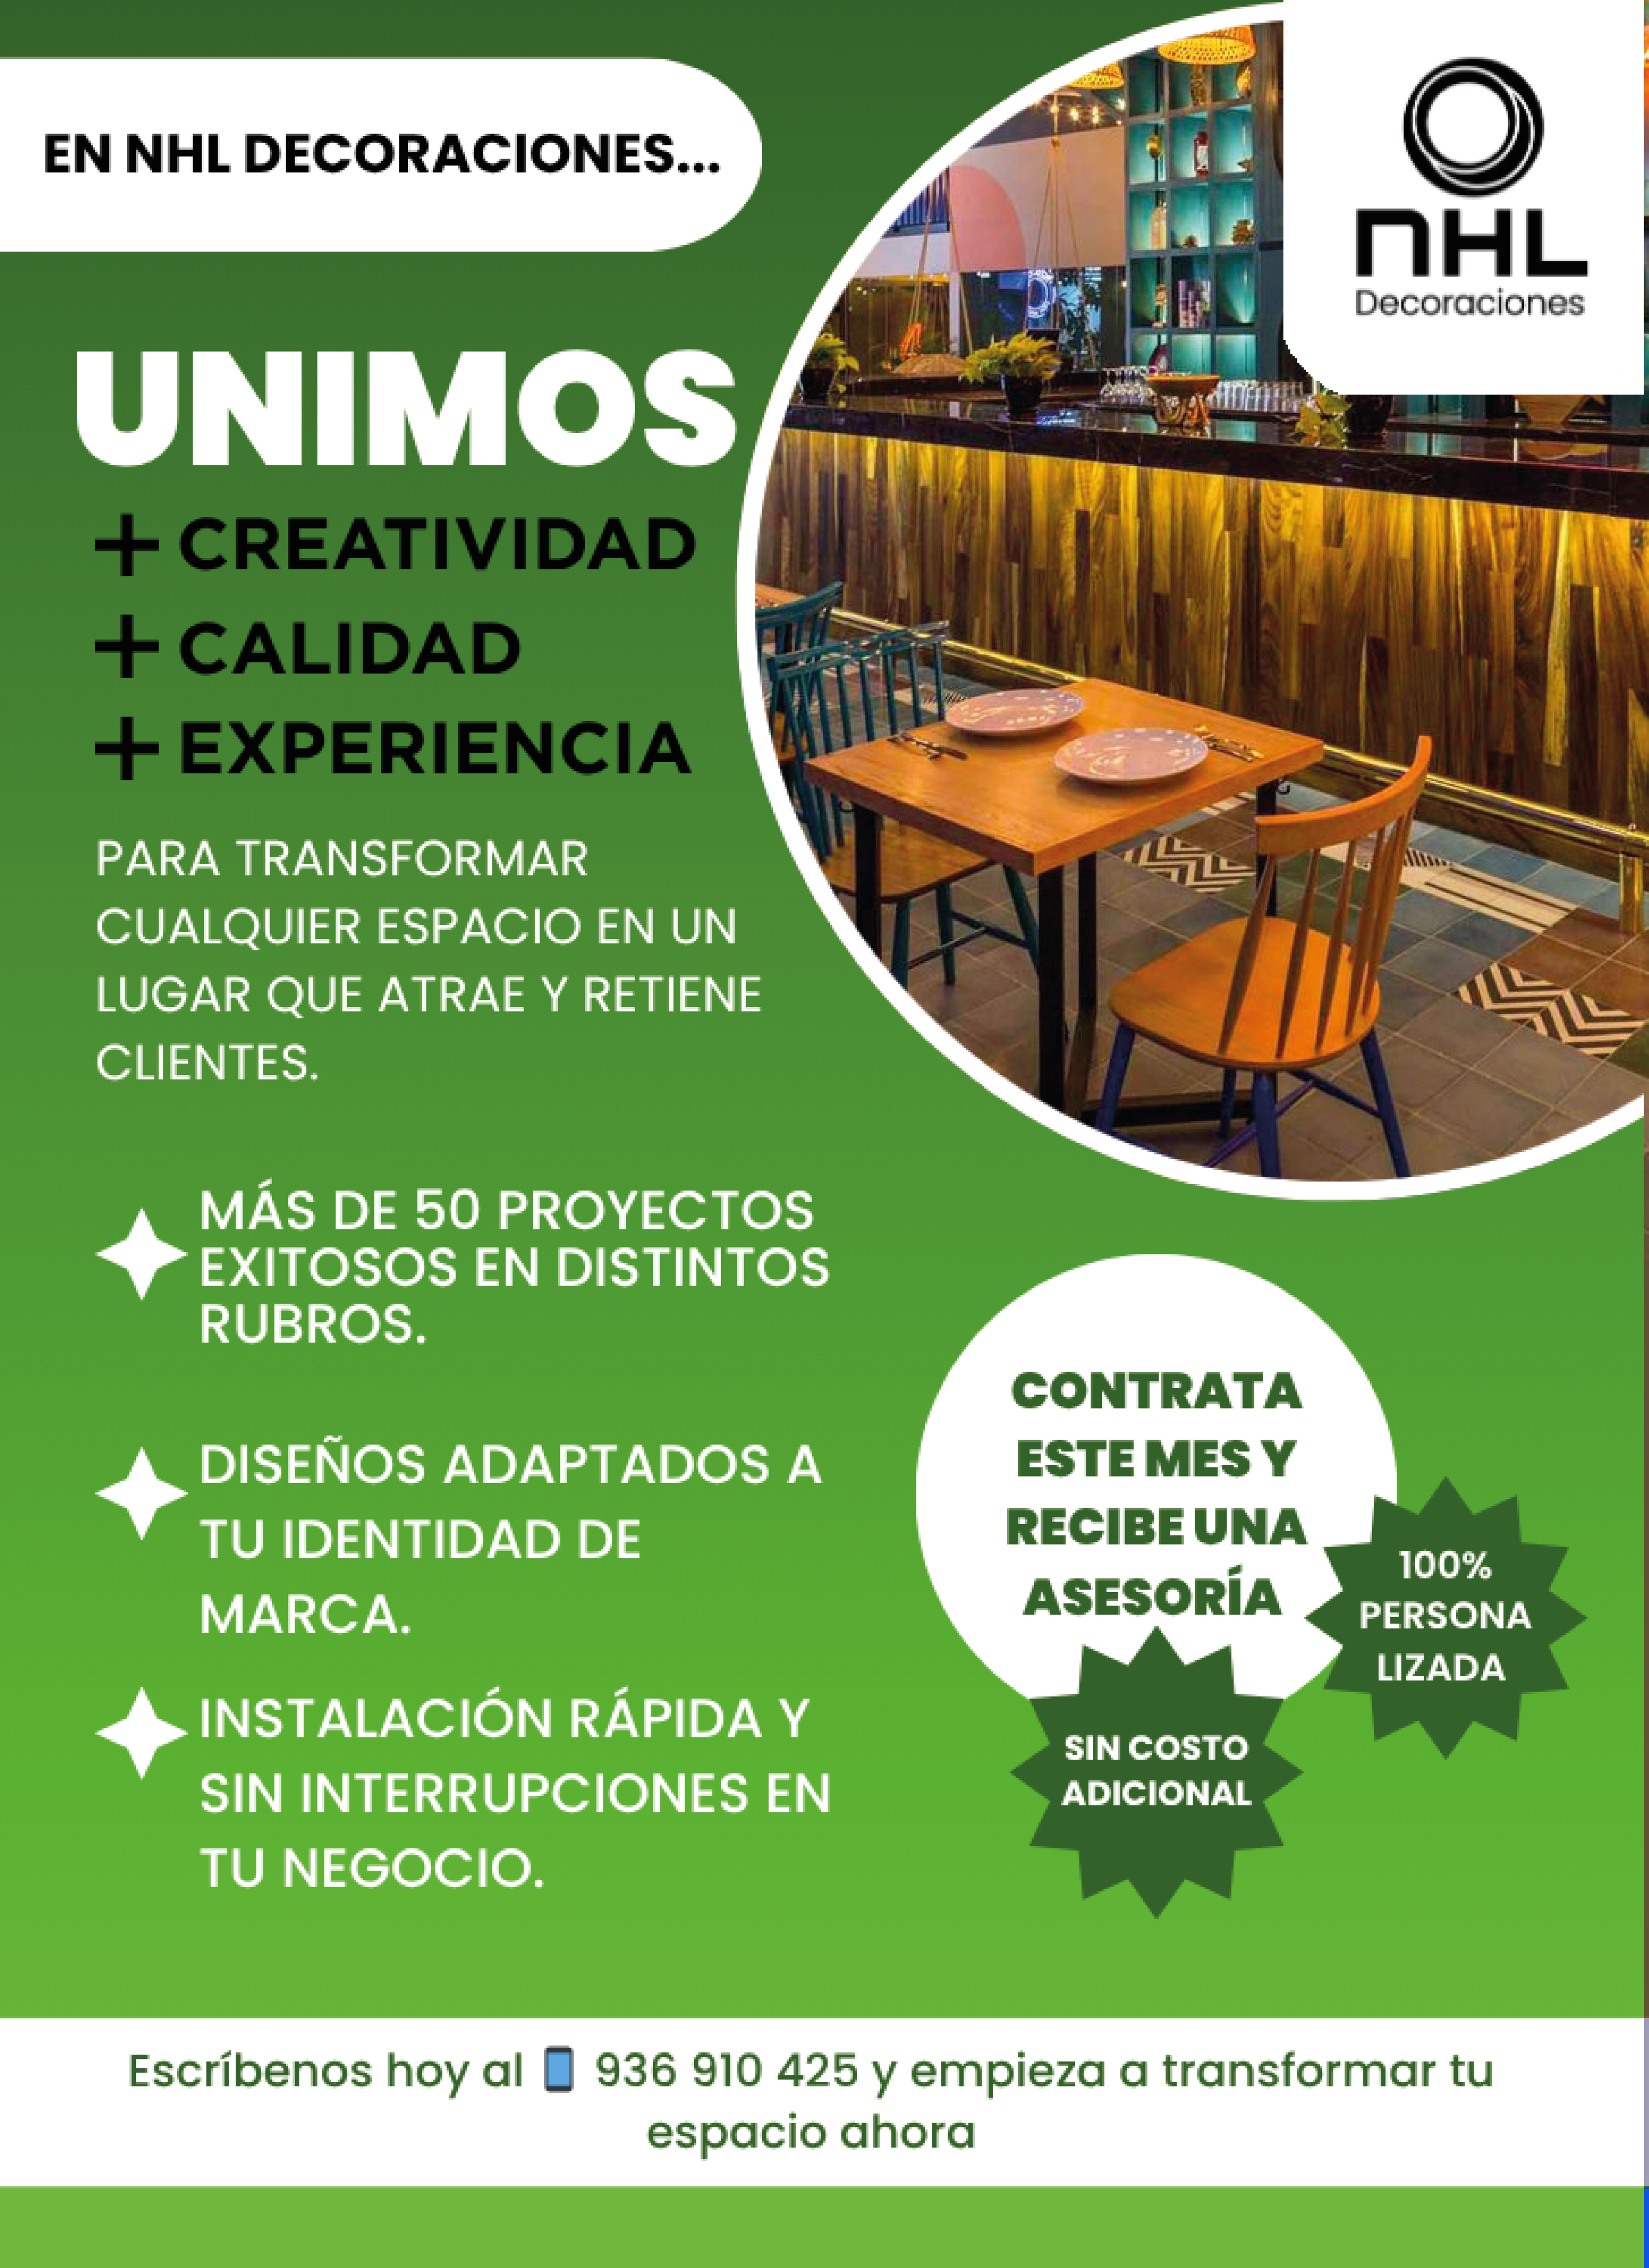 EN NHL DECORACIONES...
nHL
Decoraciones
UNIMOS
+ CREATIVIDAD
+ CALIDAD
+ EXPERIENCIA
PARA TRANSFORMAR
CUALQUIER ESPACIO EN UN
LUGAR QUE ATRAE Y RETIENE
CLIENTES.
MÁS DE 50 PROYECTOS
EXITOSOS EN DISTINTOS
RUBROS.
DISEÑOS ADAPTADOS A
TU IDENTIDAD DE
MARCA.
INSTALACIÓN RÁPIDA Y
SIN INTERRUPCIONES EN
TU NEGOCIO.
CONTRATA
ESTE MES Y
RECIBE UNA
ASESORÍA
100%
PERSONA
LIZADA
SIN COSTO
ADICIONAL
Escríbenos hoy al 📱 936 910 425 y empieza a transformar tu
espacio ahora